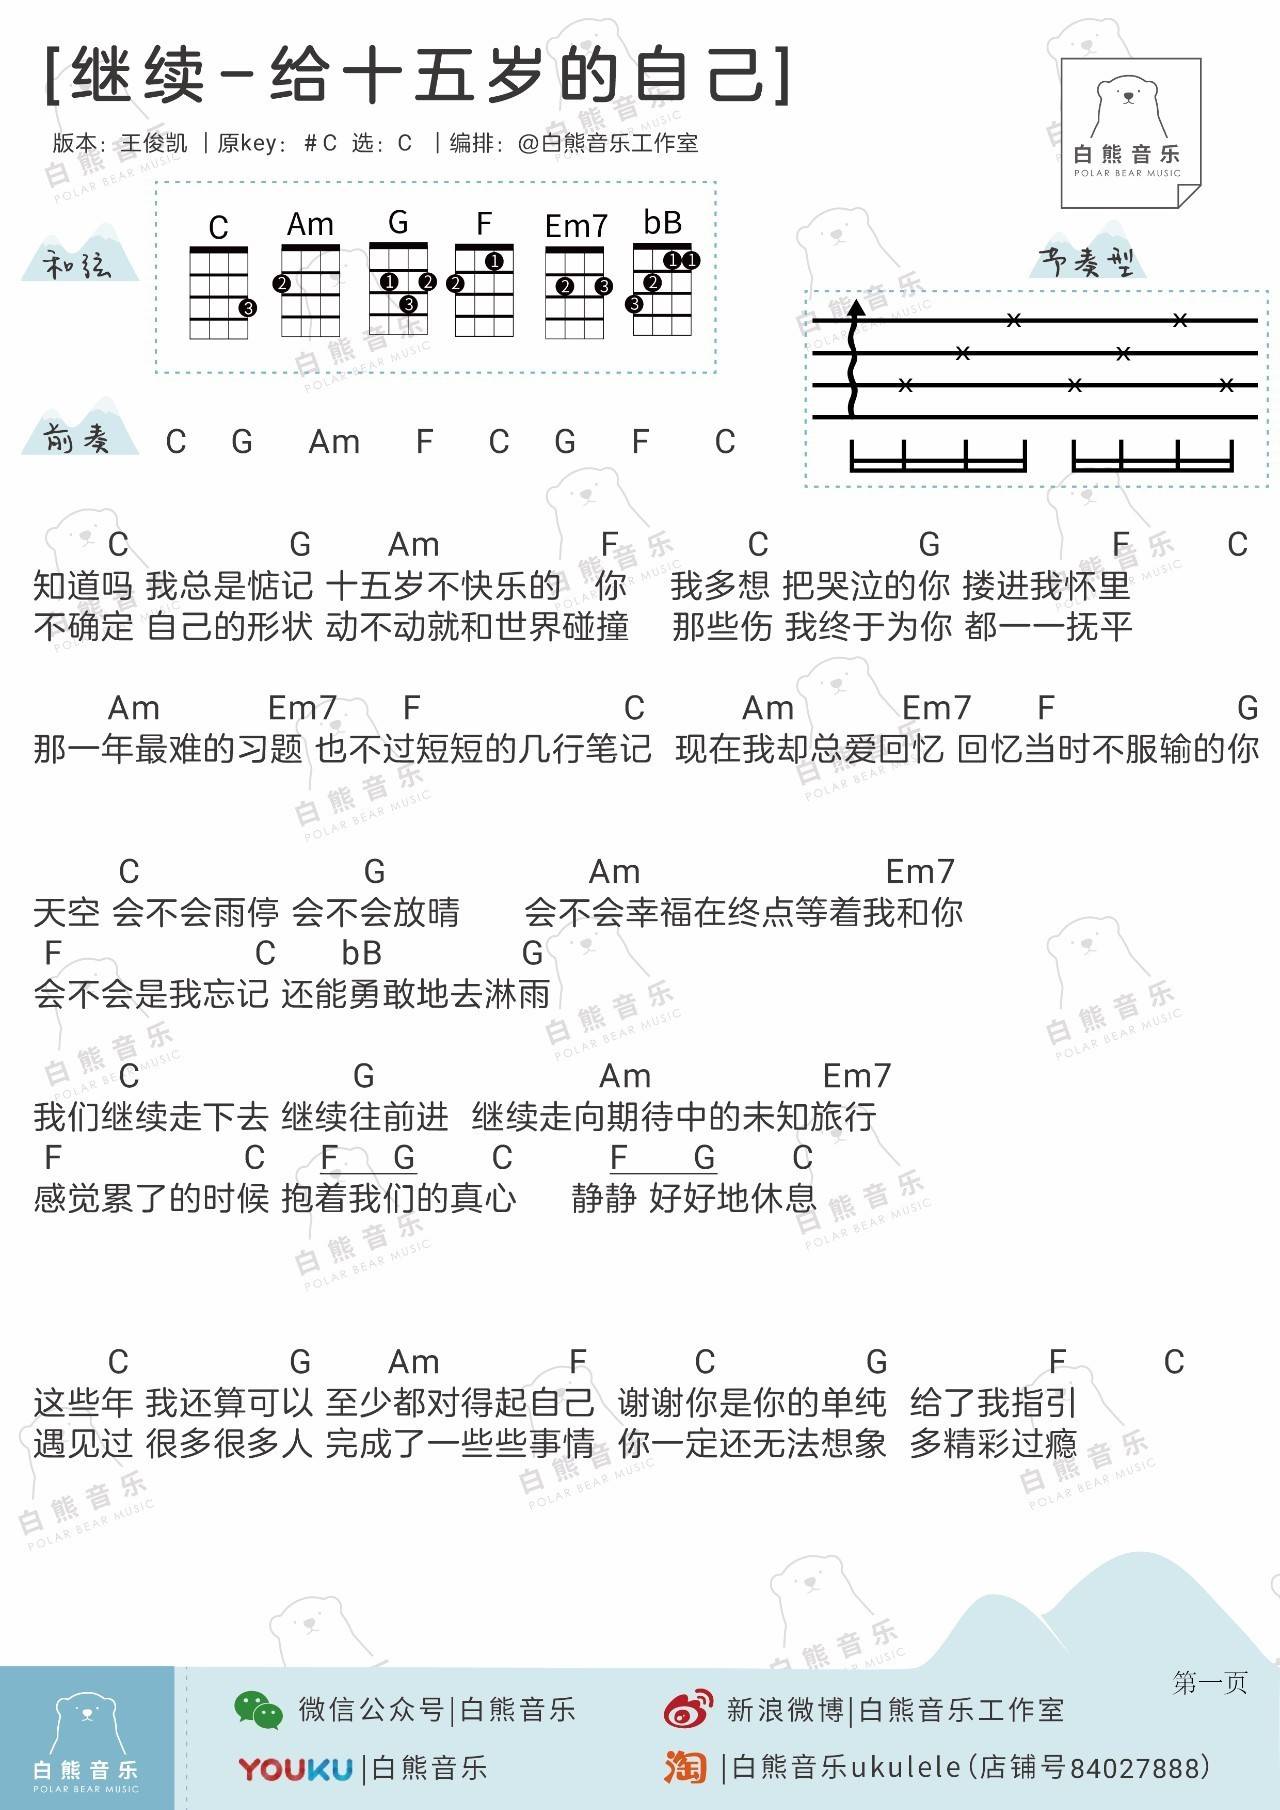 [继续-给十五岁的自己]
版本：王俊凯 | 原key：#C 选：C | 编排：@白熊音乐工作室
白熊音乐
POLAR BEAR MUSIC
和弦
C Am G F Em7 bB
3 2 1 2 3 1 2 2 3 1 1 2 3
节奏型
前奏 C G Am F C G F C
C G Am F C G F C
知道吗 我总是惦记 十五岁不快乐的 你 我多想 把哭泣的你 搂进我怀里
不确定 自己的形状 动不动就和世界碰撞 那些伤 我终于为你 都一一抚平
Am Em7 F C Am Em7 F G
那一年最难的习题 也不过短短的几行笔记 现在我却总爱回忆 回忆当时不服输的你
C G Am Em7
天空 会不会雨停 会不会放晴 会不会幸福在终点等着我和你
F C bB G
会不会是我忘记 还能勇敢地去淋雨
C G Am Em7
我们继续走下去 继续往前进 继续走向期待中的未知旅行
F C F G C F G C
感觉累了的时候 抱着我们的真心 静静 好好地休息
C G Am F C G F C
这些年 我还算可以 至少都对得起自己 谢谢你是你的单纯 给了我指引
遇见过 很多很多人 完成了一些些事情 你一定还无法想象 多精彩过瘾
第一页
白熊音乐
POLAR BEAR MUSIC
微信公众号|白熊音乐
新浪微博|白熊音乐工作室
YOUKU |白熊音乐
淘 |白熊音乐ukulele(店铺号84027888)